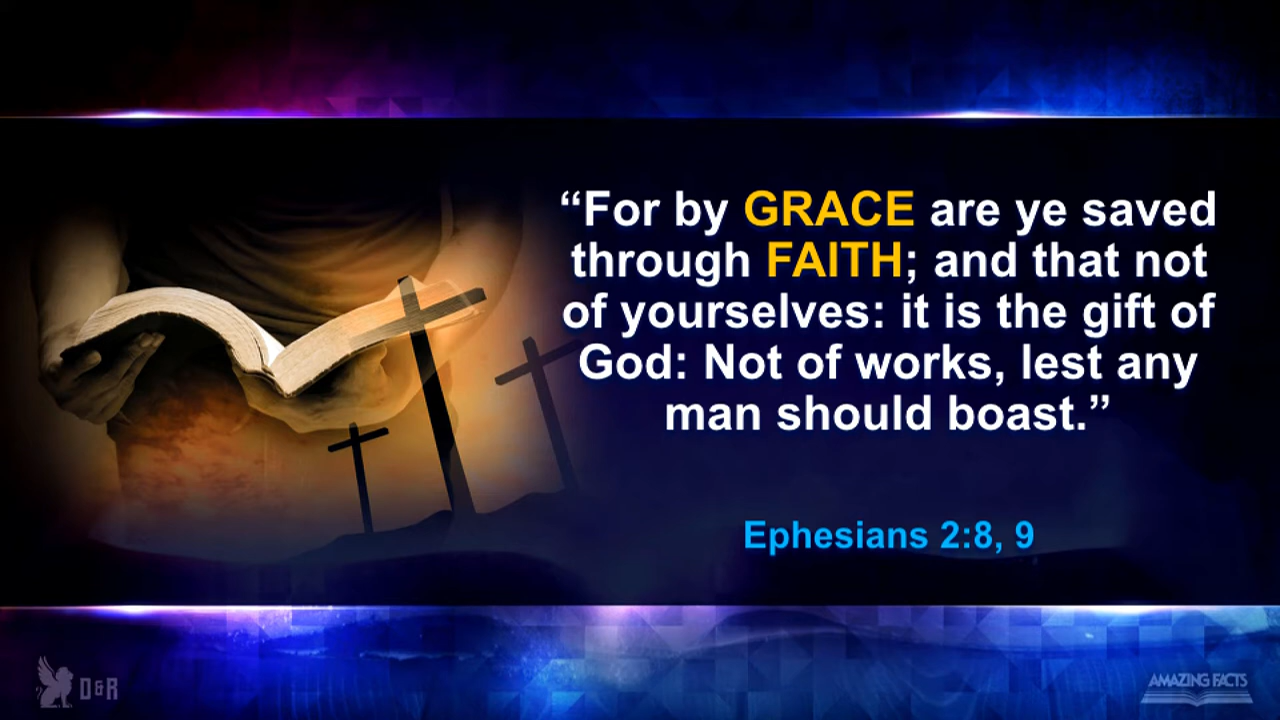 “For by GRACE are ye saved
through FAITH; and that not
of yourselves: it is the gift of
God: Not of works, lest any
man should boast.”
Ephesians 2:8, 9
D&R
AMAZING FACTS